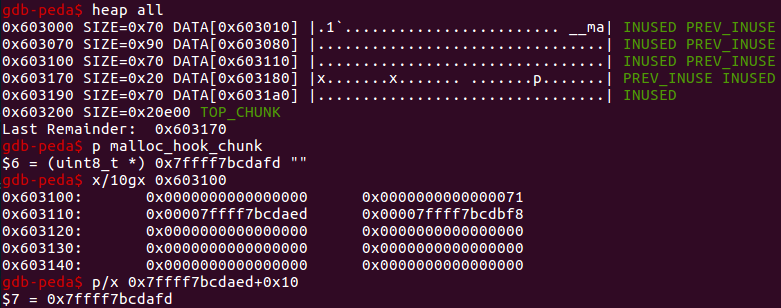 gdb-peda$ heap all
0x603000 SIZE=0x70 DATA[0x603010] |.1`........................ __ma| INUSED PREV_INUSE
0x603070 SIZE=0x90 DATA[0x603080] |................................| INUSED PREV_INUSE
0x603100 SIZE=0x70 DATA[0x603110] |................................| INUSED PREV_INUSE
0x603170 SIZE=0x20 DATA[0x603180] |x.......x...............p.......| PREV_INUSE INUSED
0x603190 SIZE=0x70 DATA[0x6031a0] |................................| INUSED
0x603200 SIZE=0x20e00 TOP_CHUNK
Last Remainder:  0x603170
gdb-peda$ p malloc_hook_chunk
$6 = (uint8_t *) 0x7ffff7bcdafd ""
gdb-peda$ x/10gx 0x603100
0x603100:       0x0000000000000000      0x0000000000000071
0x603110:       0x00007ffff7bcdaed      0x00007ffff7bcdbf8
0x603120:       0x0000000000000000      0x0000000000000000
0x603130:       0x0000000000000000      0x0000000000000000
0x603140:       0x0000000000000000      0x0000000000000000
gdb-peda$ p/x 0x7ffff7bcdaed+0x10
$7 = 0x7ffff7bcdafd